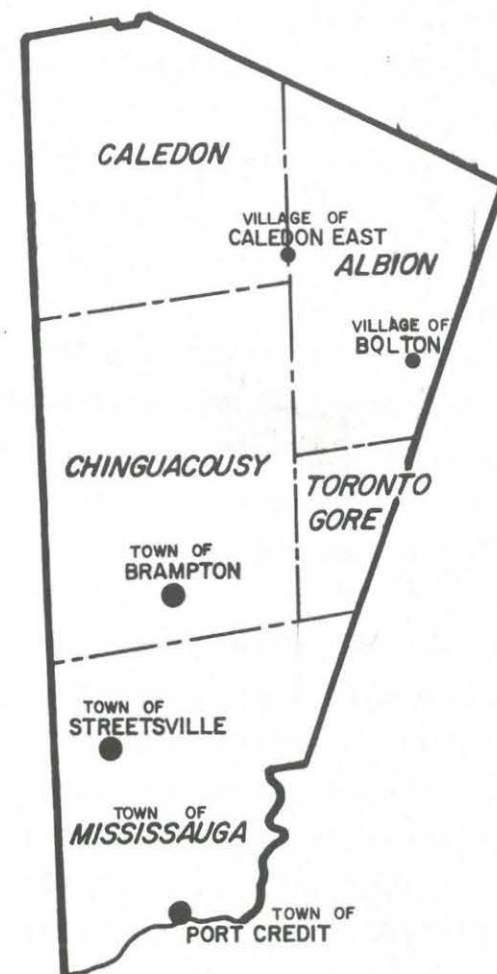 CALEDON
VILLAGE OF
CALEDON EAST
ALBION
VILLAGE OF
BOLTON
CHINGUACOUSY
TORONTO
GORE
TOWN OF
BRAMPTON
TOWN OF
STREETSVILLE
TOWN OF
MISSISSAUGA
TOWN OF
PORT CREDIT